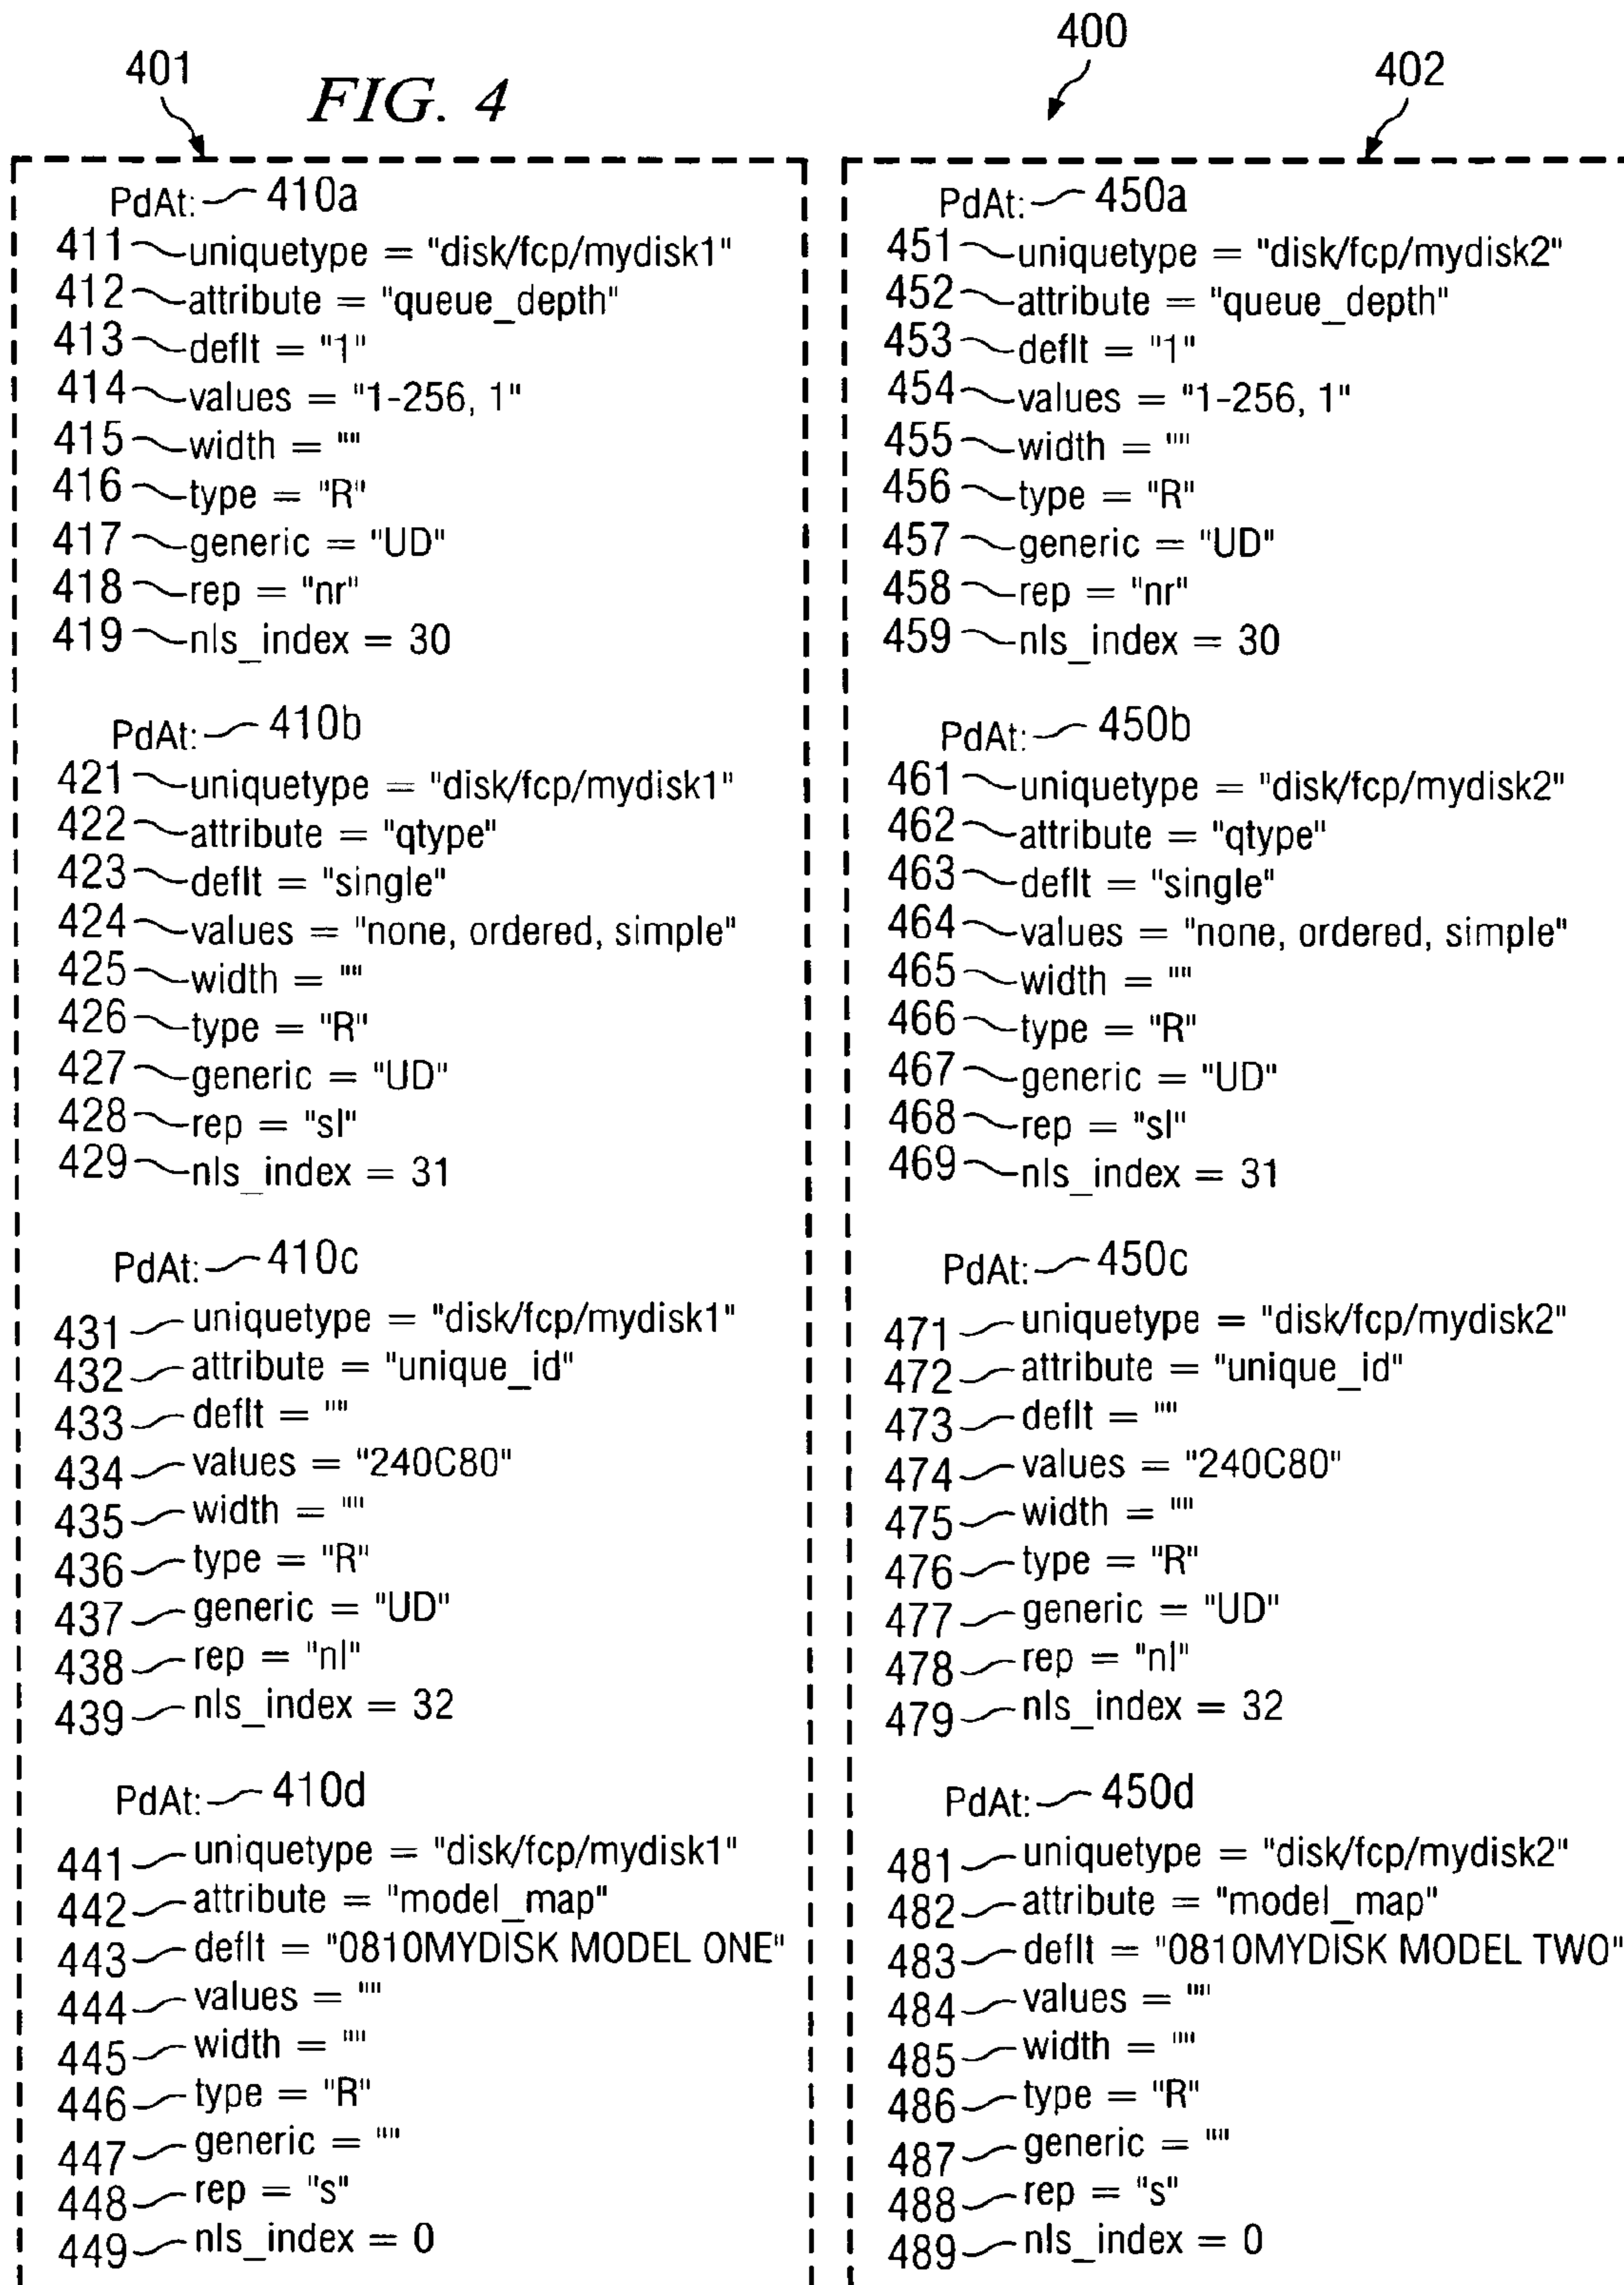 400
401
FIG. 4
402
PdAt: 410a
411 uniquetype = "disk/fcp/mydisk1"
412 attribute = "queue_depth"
413 deflt = "1"
414 values = "1-256, 1"
415 width = ""
416 type = "R"
417 generic = "UD"
418 rep = "nr"
419 nls_index = 30
PdAt: 410b
421 uniquetype = "disk/fcp/mydisk1"
422 attribute = "qtype"
423 deflt = "single"
424 values = "none, ordered, simple"
425 width = ""
426 type = "R"
427 generic = "UD"
428 rep = "sl"
429 nls_index = 31
PdAt: 410c
431 uniquetype = "disk/fcp/mydisk1"
432 attribute = "unique_id"
433 deflt = ""
434 values = "240C80"
435 width = ""
436 type = "R"
437 generic = "UD"
438 rep = "nl"
439 nls_index = 32
PdAt: 410d
441 uniquetype = "disk/fcp/mydisk1"
442 attribute = "model_map"
443 deflt = "0810MYDISK MODEL ONE"
444 values = ""
445 width = ""
446 type = "R"
447 generic = ""
448 rep = "s"
449 nls_index = 0
PdAt: 450a
451 uniquetype = "disk/fcp/mydisk2"
452 attribute = "queue_depth"
453 deflt = "1"
454 values = "1-256, 1"
455 width = ""
456 type = "R"
457 generic = "UD"
458 rep = "nr"
459 nls_index = 30
PdAt: 450b
461 uniquetype = "disk/fcp/mydisk2"
462 attribute = "qtype"
463 deflt = "single"
464 values = "none, ordered, simple"
465 width = ""
466 type = "R"
467 generic = "UD"
468 rep = "sl"
469 nls_index = 31
PdAt: 450c
471 uniquetype = "disk/fcp/mydisk2"
472 attribute = "unique_id"
473 deflt = ""
474 values = "240C80"
475 width = ""
476 type = "R"
477 generic = "UD"
478 rep = "nl"
479 nls_index = 32
PdAt: 450d
481 uniquetype = "disk/fcp/mydisk2"
482 attribute = "model_map"
483 deflt = "0810MYDISK MODEL TWO"
484 values = ""
485 width = ""
486 type = "R"
487 generic = ""
488 rep = "s"
489 nls_index = 0